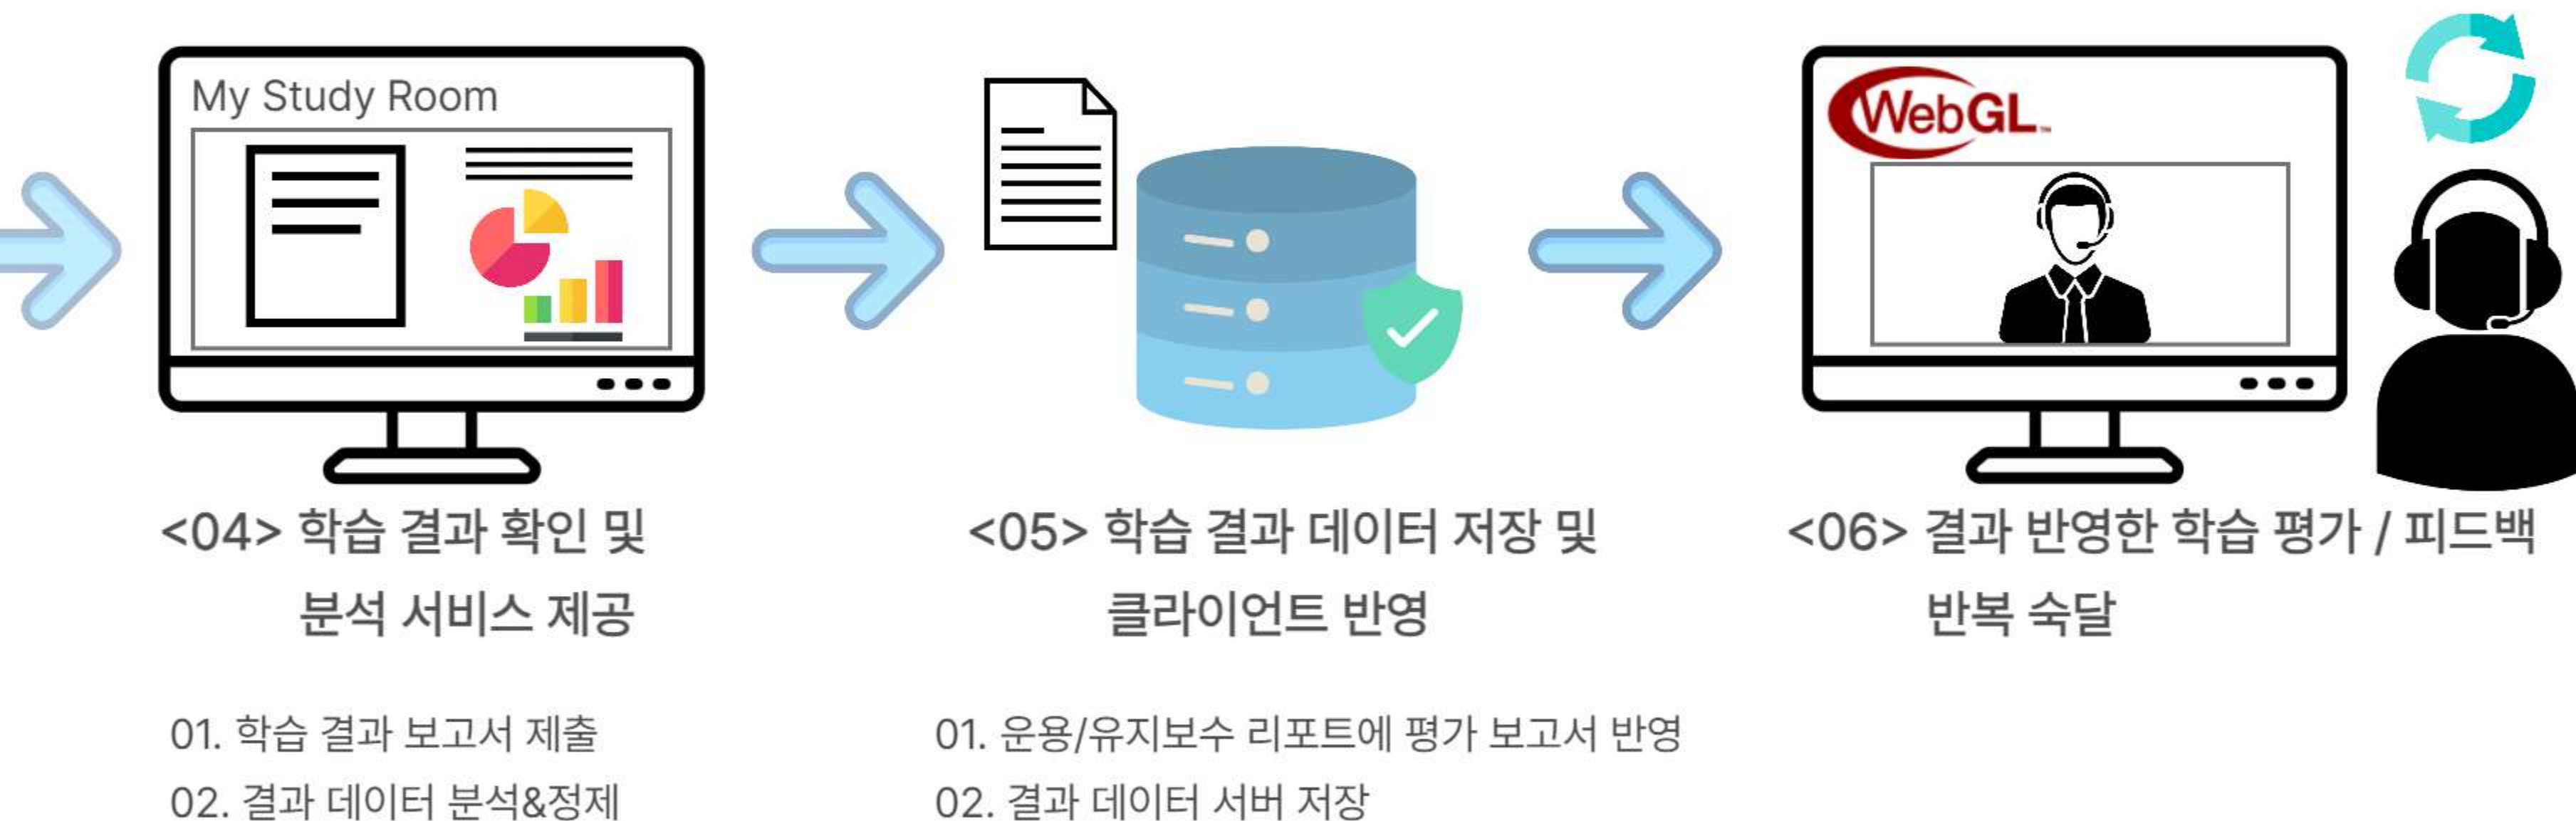 My Study Room
WebGL™
<04> 학습 결과 확인 및
분석 서비스 제공
01. 학습 결과 보고서 제출
02. 결과 데이터 분석&정제
<05> 학습 결과 데이터 저장 및
클라이언트 반영
01. 운용/유지보수 리포트에 평가 보고서 반영
02. 결과 데이터 서버 저장
<06> 결과 반영한 학습 평가 / 피드백
반복 숙달